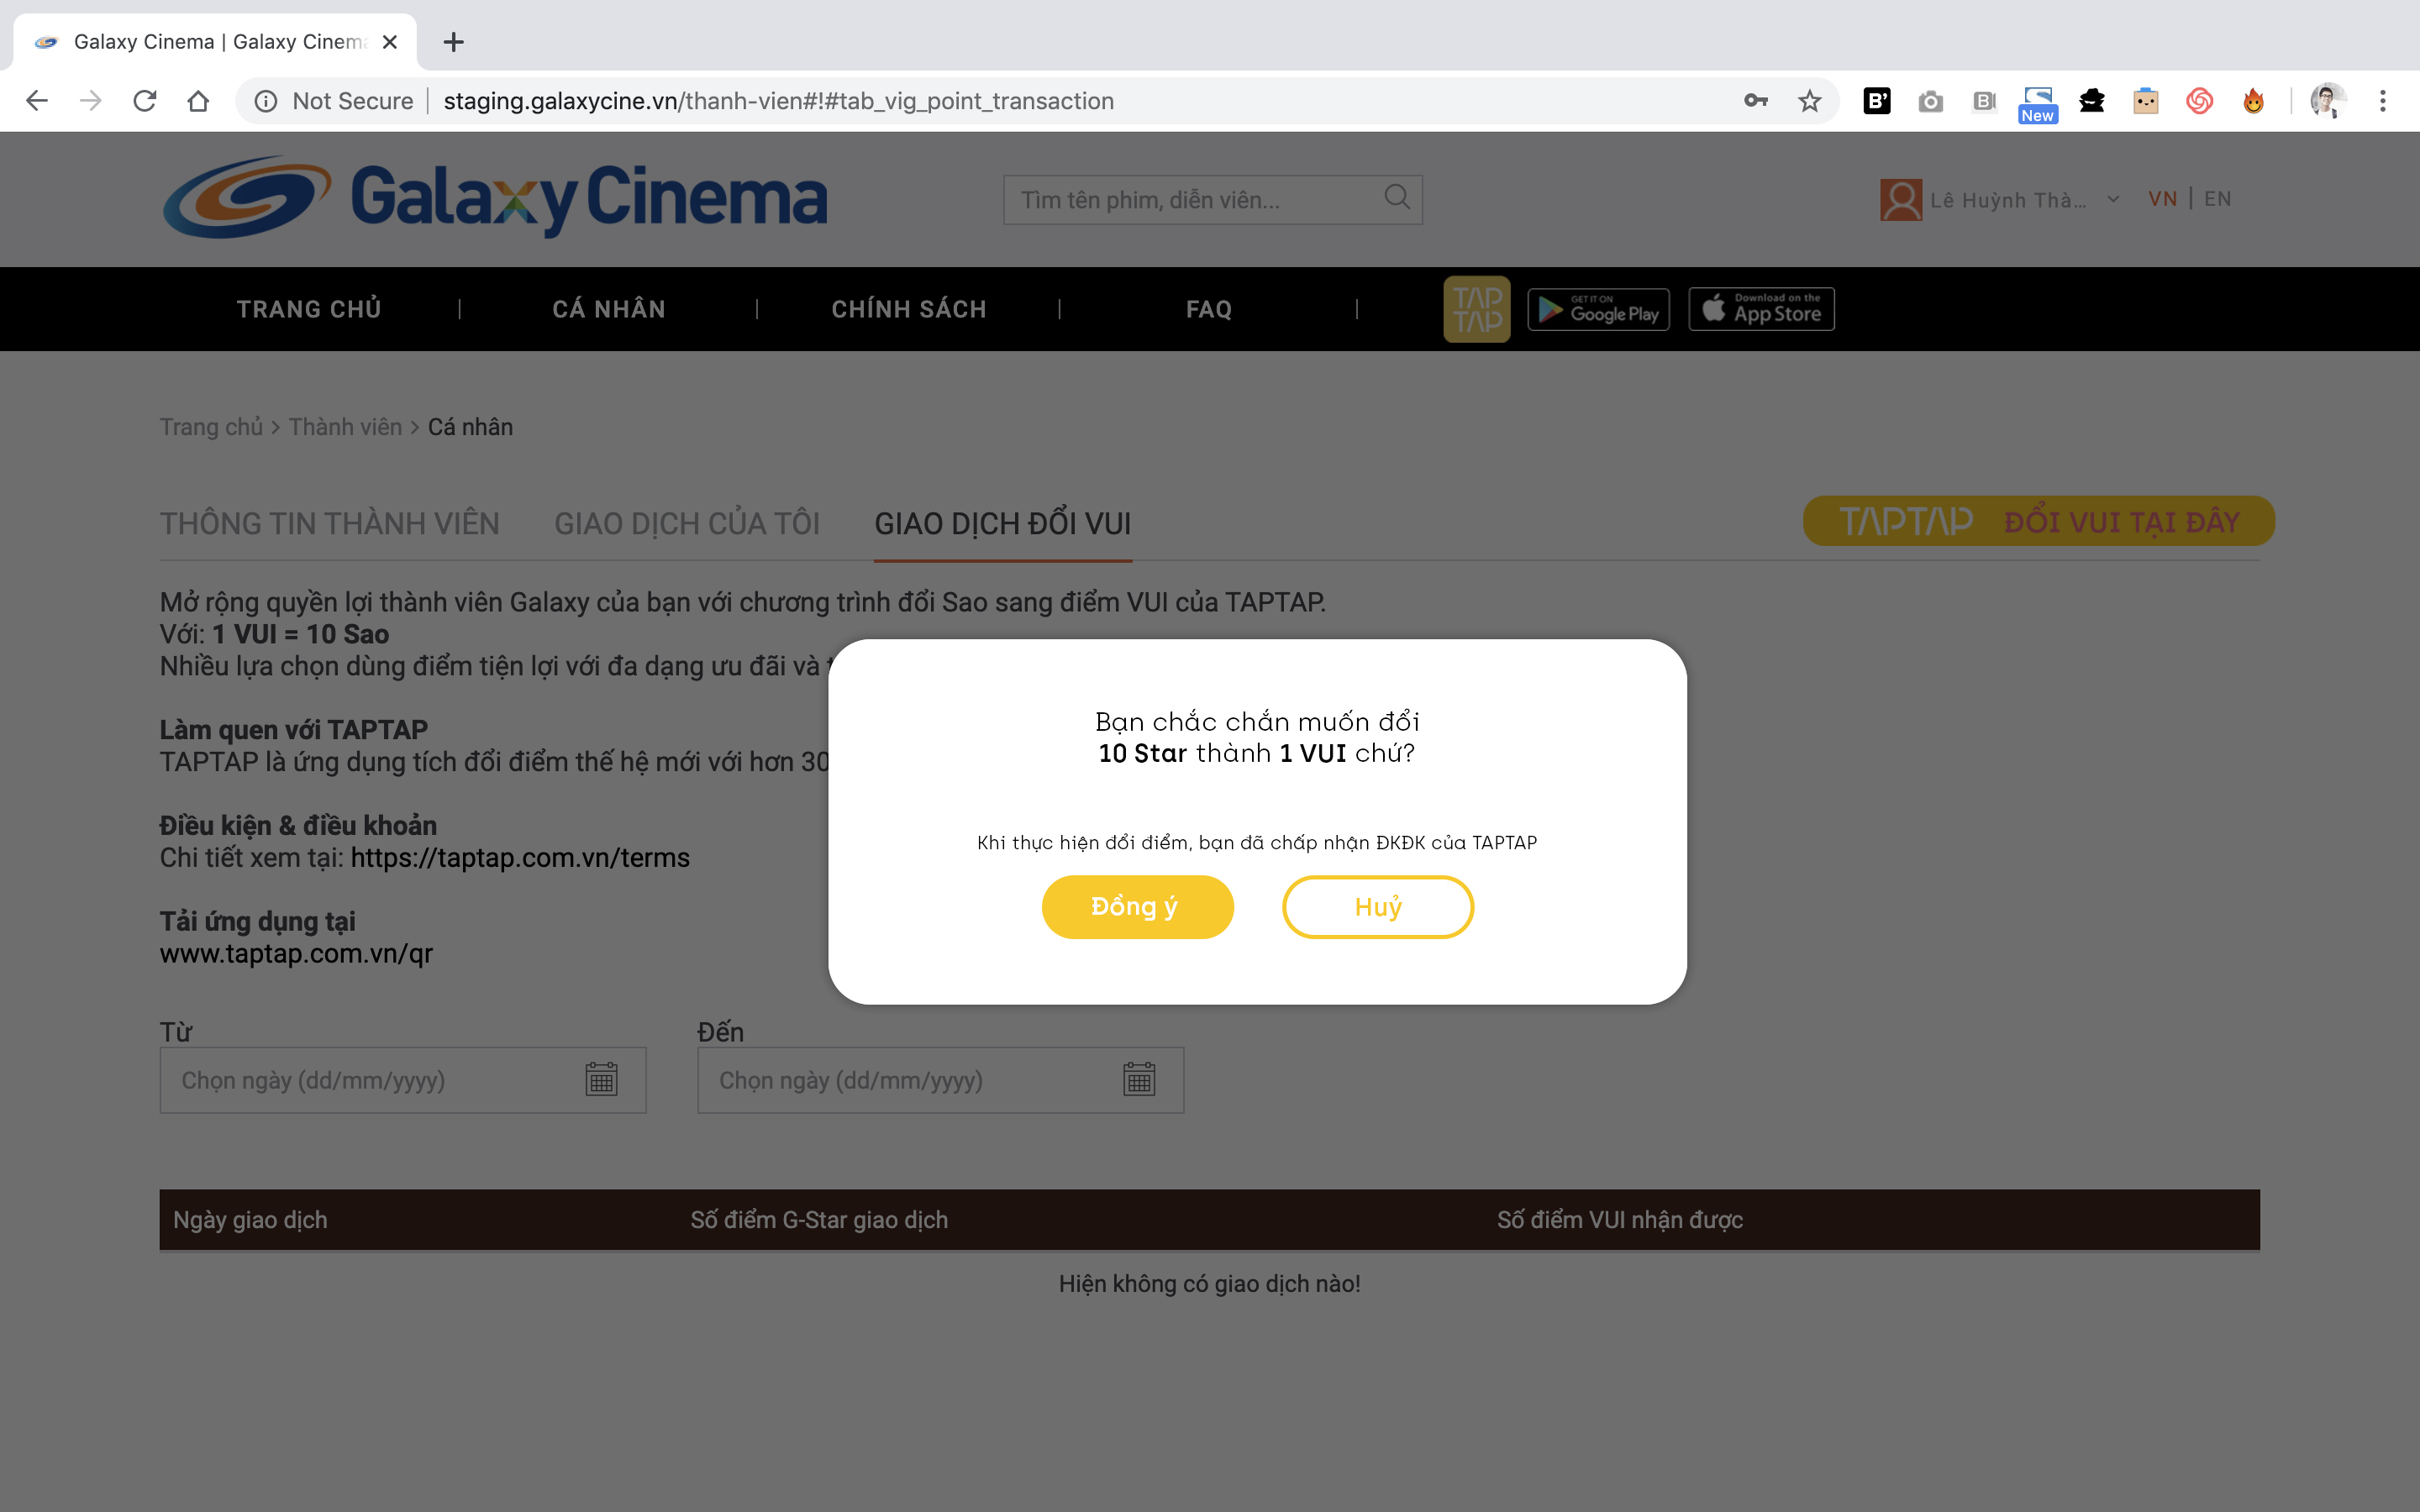 Galaxy Cinema | Galaxy Cinema
Not Secure
staging.galaxycine.vn/thanh-vien#!#tab_vig_point_transaction
B’
B
New
Galaxy Cinema
Tìm tên phim, diễn viên...
Lê Huỳnh Thà...
VN | EN
TRANG CHỦ | CÁ NHÂN | CHÍNH SÁCH | FAQ |
TAP
TAP
GET IT ON
Google Play
Download on the
App Store
Trang chủ > Thành viên > Cá nhân
THÔNG TIN THÀNH VIÊN
GIAO DỊCH CỦA TÔI
GIAO DỊCH ĐỔI VUI
TAPTAP ĐỔI VUI TẠI ĐÂY
Mở rộng quyền lợi thành viên Galaxy của bạn với chương trình đổi Sao sang điểm VUI của TAPTAP.
Với: 1 VUI = 10 Sao
Nhiều lựa chọn dùng điểm tiện lợi với đa dạng ưu đãi và
Làm quen với TAPTAP
TAPTAP là ứng dụng tích đổi điểm thế hệ mới với hơn 30
Điều kiện & điều khoản
Chi tiết xem tại: https://taptap.com.vn/terms
Tải ứng dụng tại
www.taptap.com.vn/qr
Bạn chắc chắn muốn đổi
10 Star thành 1 VUI chứ?
Khi thực hiện đổi điểm, bạn đã chấp nhận ĐKĐK của TAPTAP
Đồng ý
Huỷ
Từ
Đến
Chọn ngày (dd/mm/yyyy)
Chọn ngày (dd/mm/yyyy)
Ngày giao dịch
Số điểm G-Star giao dịch
Số điểm VUI nhận được
Hiện không có giao dịch nào!